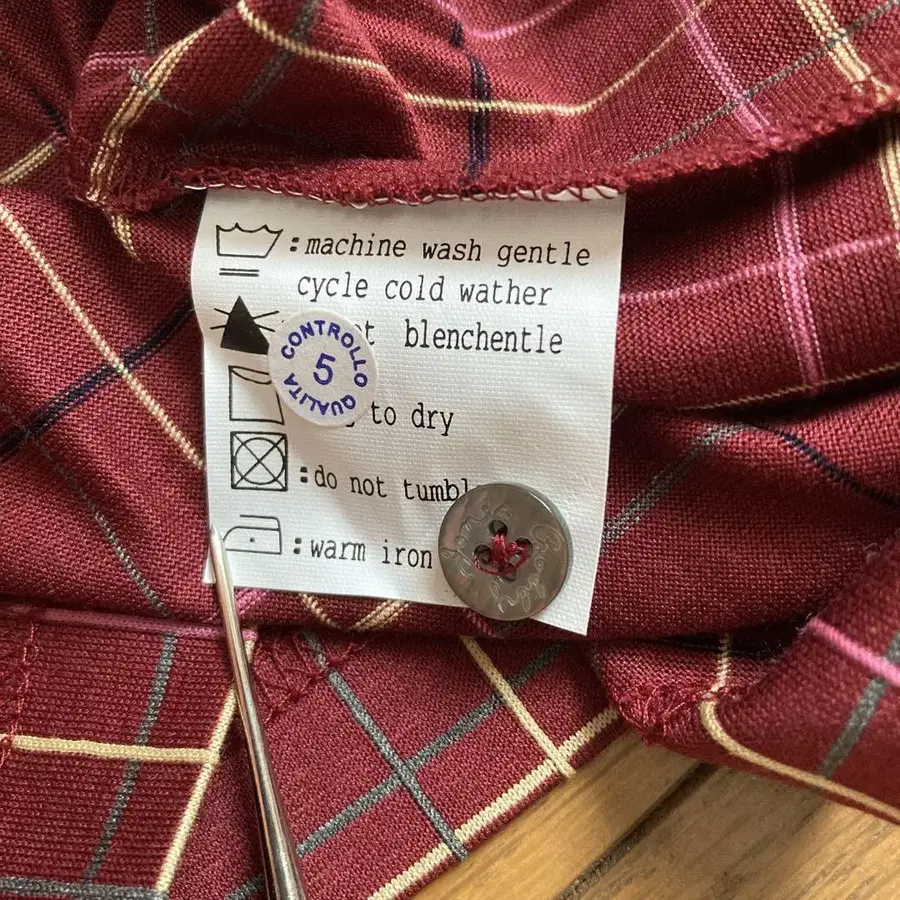 : machine wash gentle
cycle cold wather
blenchentle
to dry
: do not tumbl
: warm iron
CONTROLLO
5
QUALITA